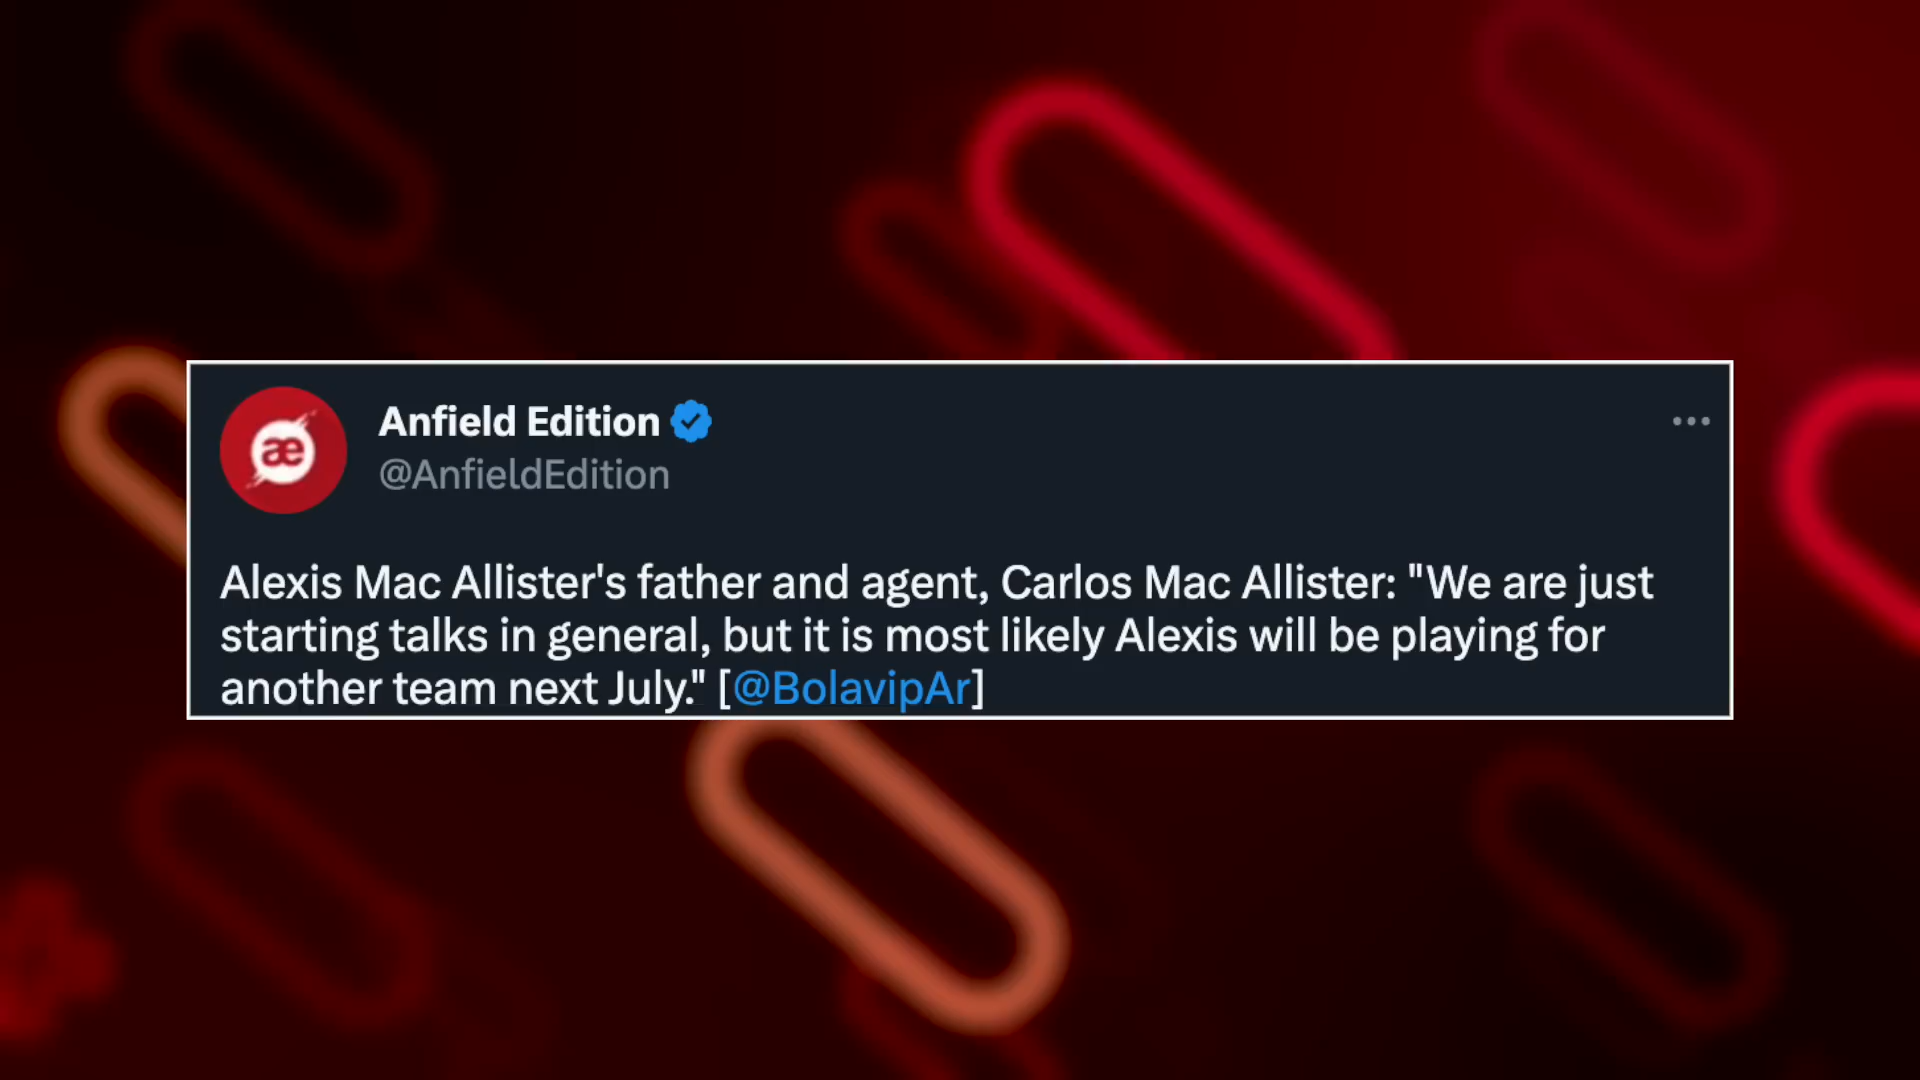 æ
Anfield Edition
@AnfieldEdition
Alexis Mac Allister's father and agent, Carlos Mac Allister: "We are just
starting talks in general, but it is most likely Alexis will be playing for
another team next July." [@BolavipAr]